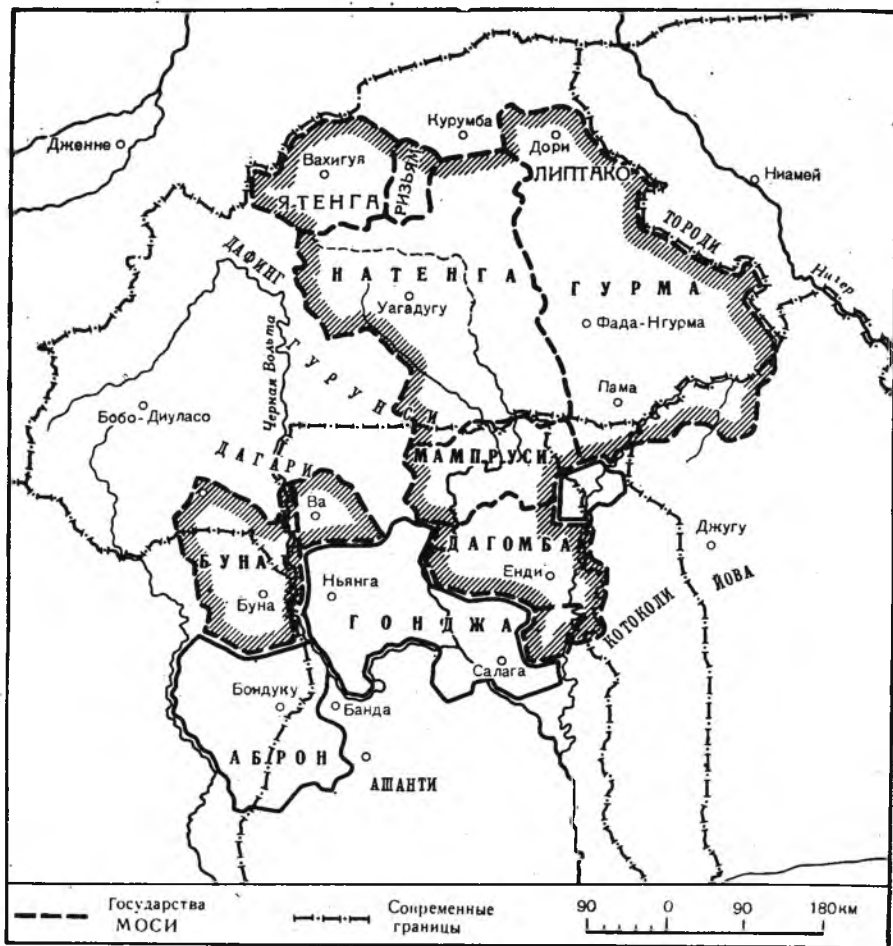 Курумба
Дженне
Дори
Вахигуя
ЛИПТАКО
Ниамей
РИЗЬЯМ
ЯТЕНГА
ТОРОДИ
ДАФИНГ
НАТЕНГА
ГУРМА
Нигер
Уагадугу
Фада-Нгурма
Черная Вольта
ГУРУНСИ
Пама
Бобо-Диуласо
МАМПРУСИ
ДАГАРИ
Ва
ДАГОМБА
Джугу
БУНА
Енди
ЙОВА
Ньянга
Буна
КОТОКОЛИ
ГОНДЖА
Салага
Бондуку
Банда
АБРОН
АШАНТИ
Государства
МОСИ
Современные
границы
90 0 90 180км